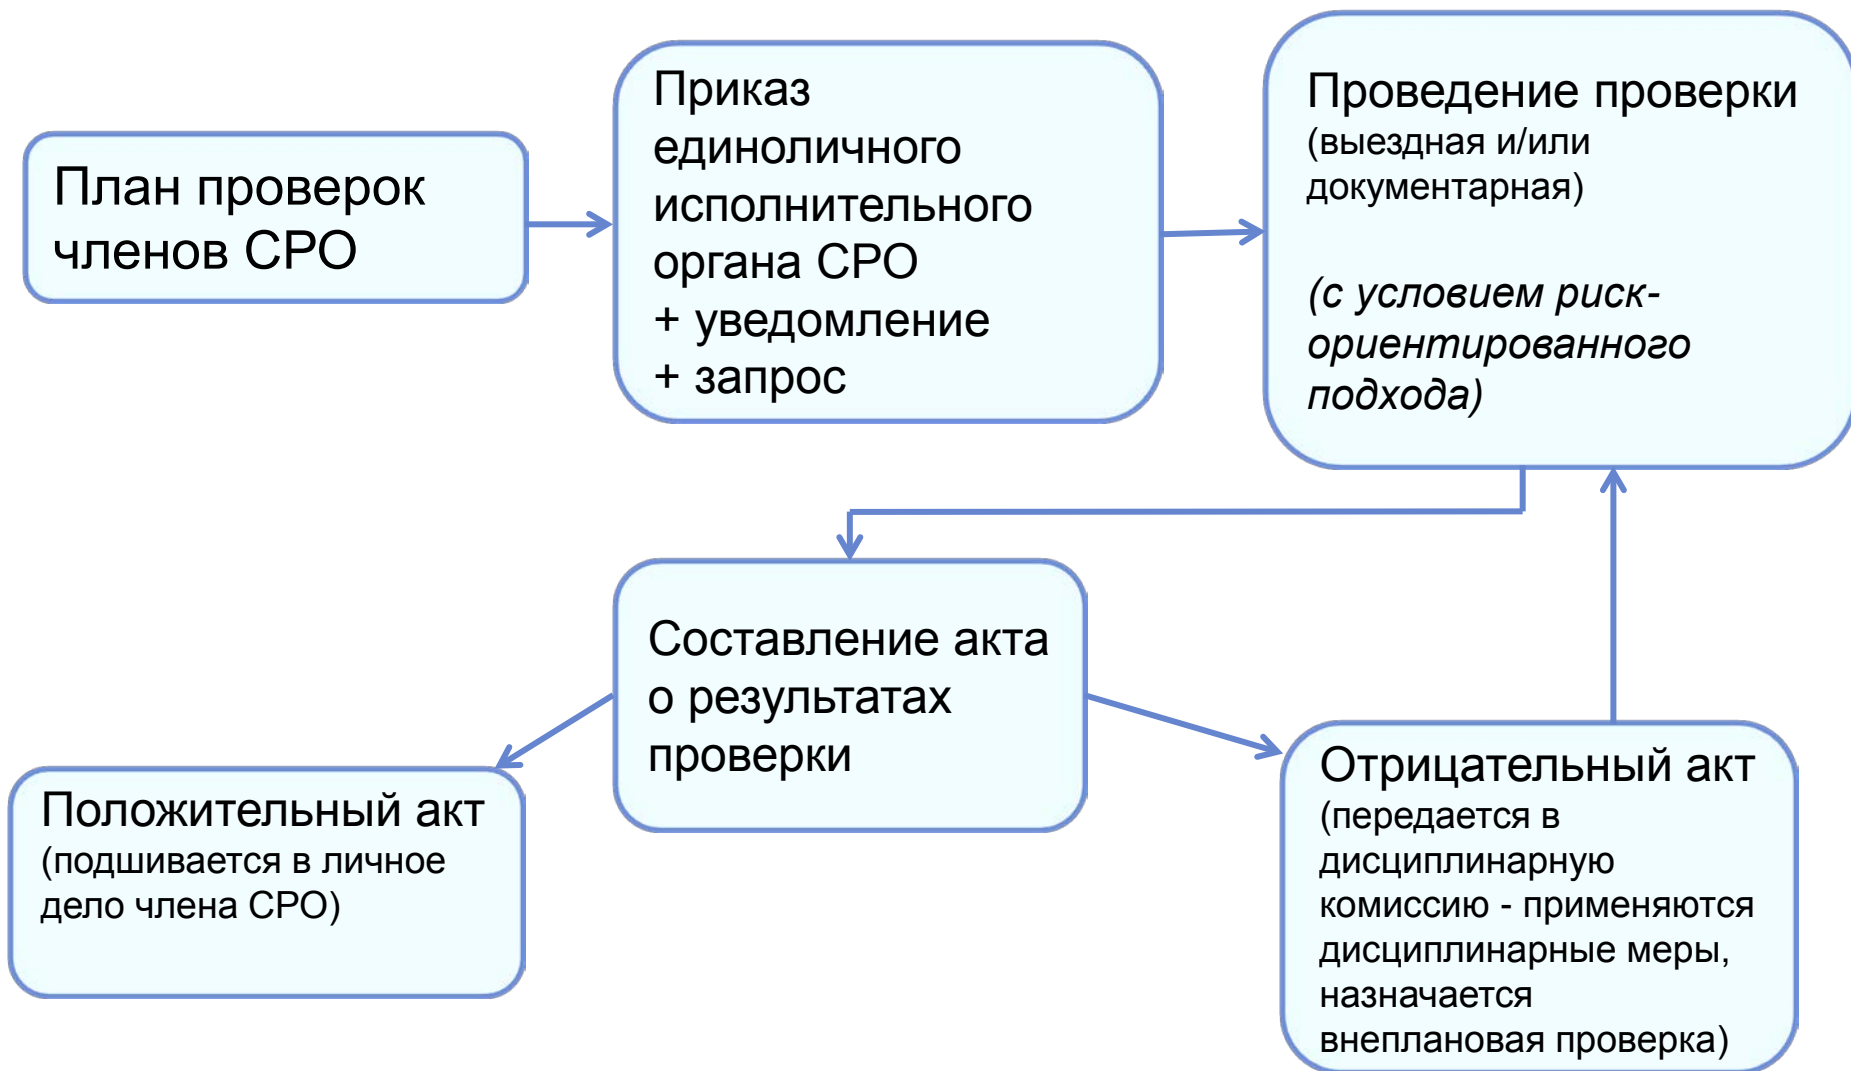 План проверок
членов СРО
Приказ
единоличного
исполнительного
органа СРО
+ уведомление
+ запрос
Проведение проверки
(выездная и/или
документарная)
(с условием риск-
ориентированного
подхода)
Составление акта
о результатах
проверки
Положительный акт
(подшивается в личное
дело члена СРО)
Отрицательный акт
(передается в
дисциплинарную
комиссию - применяются
дисциплинарные меры,
назначается
внеплановая проверка)